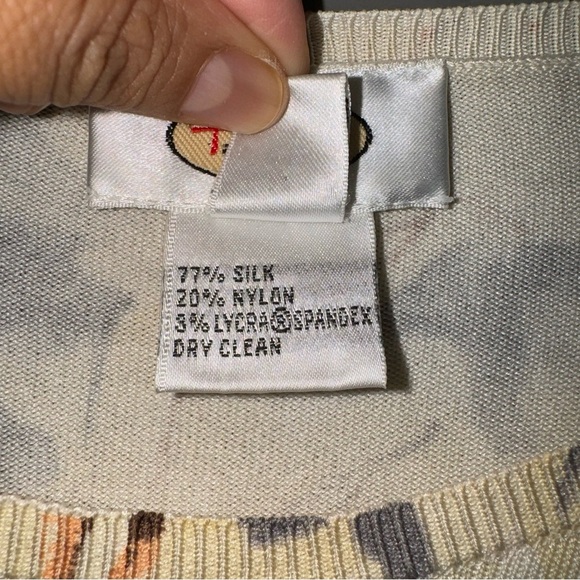 77% SILK
20% NYLON
3% LYCRA®SPANDEX
DRY CLEAN